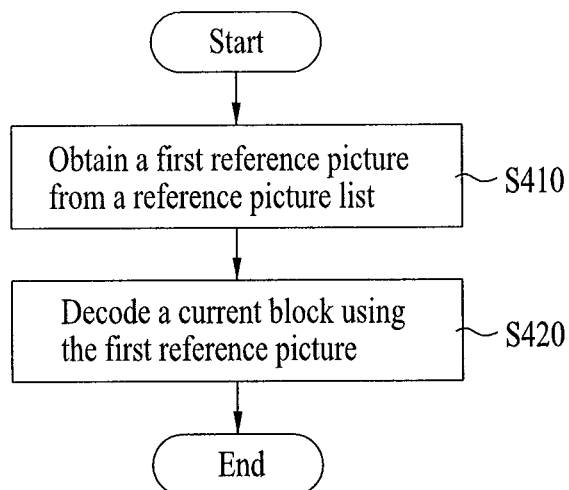 Start
Obtain a first reference picture
from a reference picture list
S410
Decode a current block using
the first reference picture
S420
End